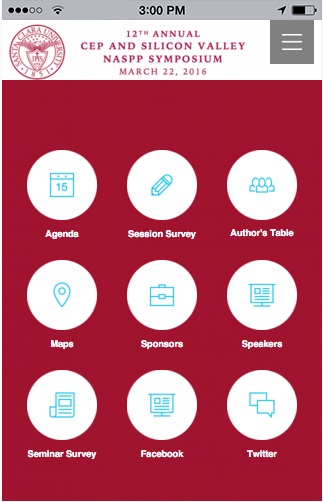 3:00 PM
12TH ANNUAL
CEP AND SILICON VALLEY
NASPP SYMPOSIUM
MARCH 22, 2016
SANTA CLARA UNIVERSITY
1851
15
Agenda
Session Survey
Author's Table
Maps
Sponsors
Speakers
Seminar Survey
Facebook
Twitter